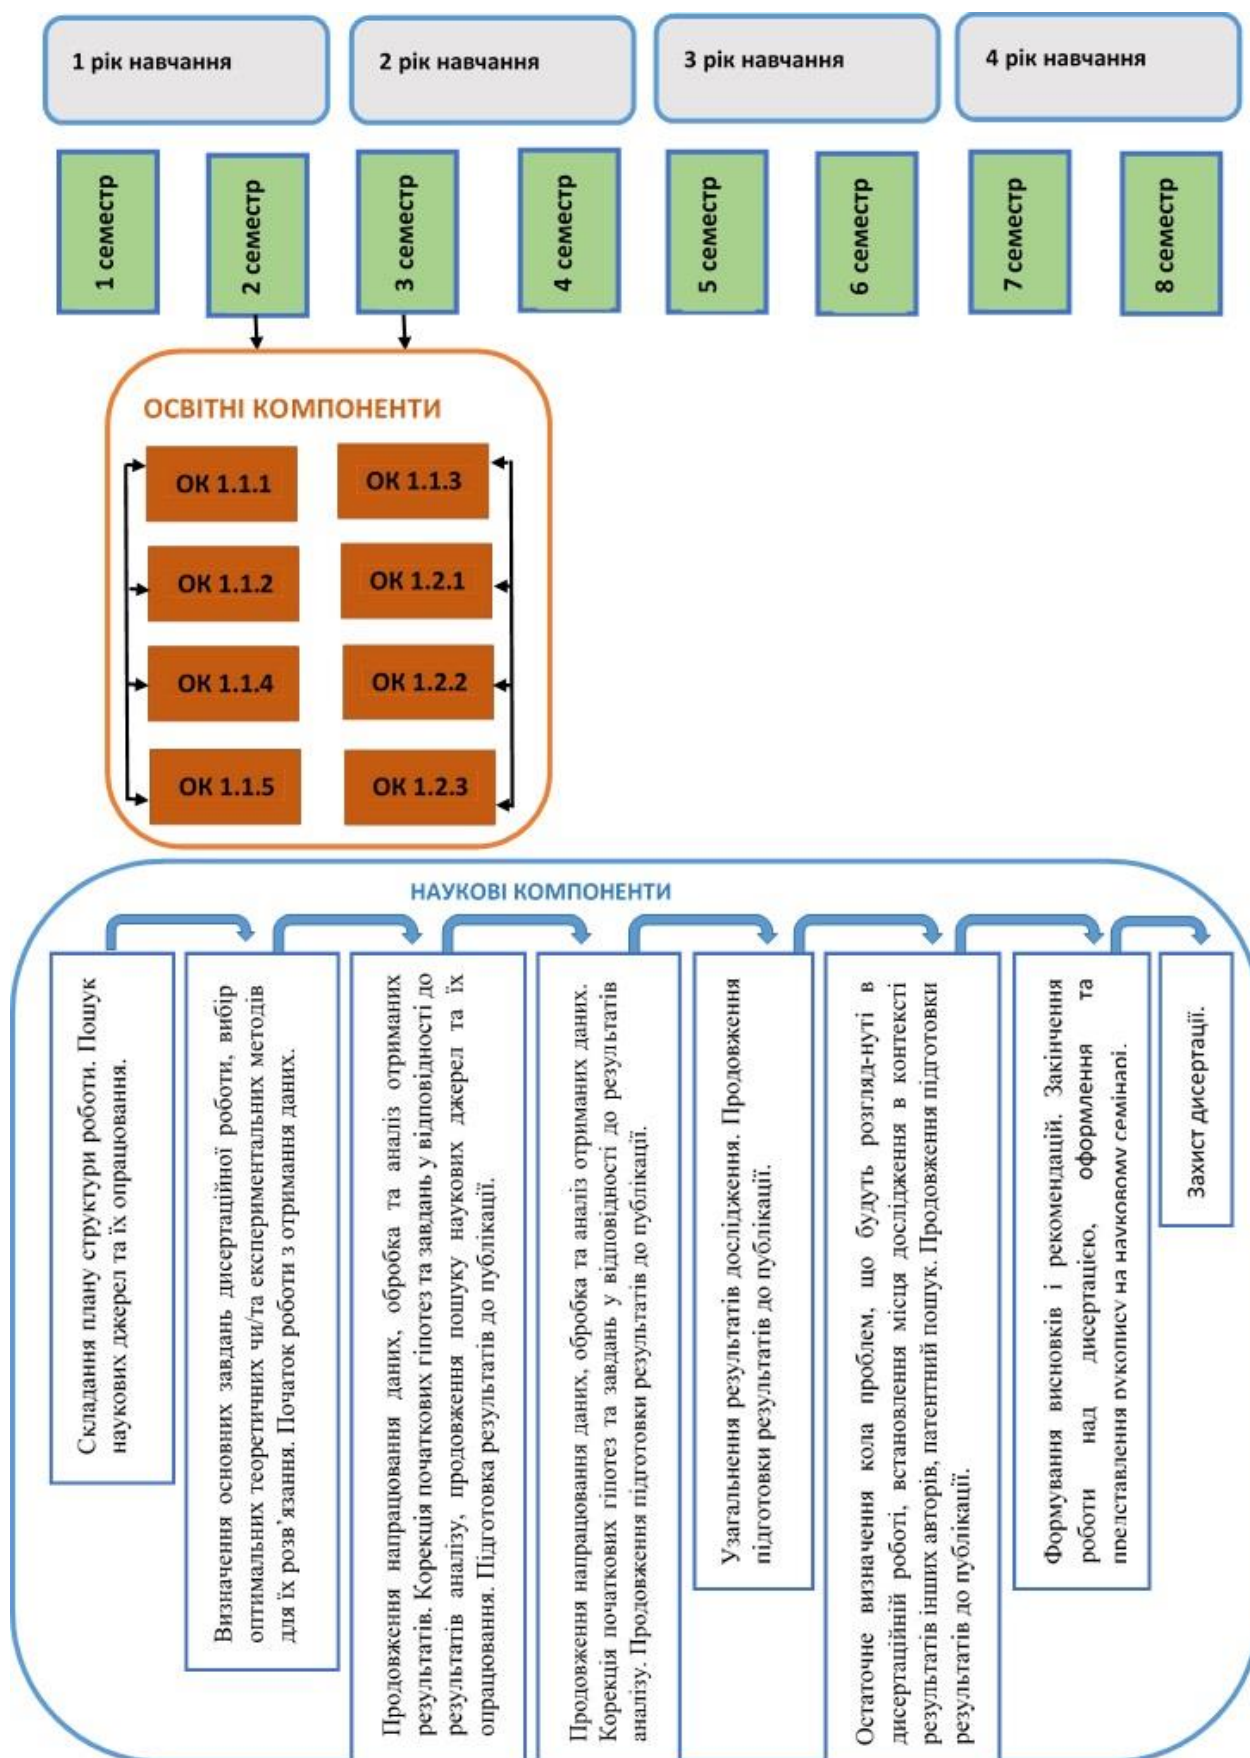 1 рік навчання
2 рік навчання
3 рік навчання
4 рік навчання
1 семестр
2 семестр
3 семестр
4 семестр
5 семестр
6 семестр
7 семестр
8 семестр
ОСВІТНІ КОМПОНЕНТИ
ОК 1.1.1
ОК 1.1.3
ОК 1.1.2
ОК 1.2.1
ОК 1.1.4
ОК 1.2.2
ОК 1.1.5
ОК 1.2.3
НАУКОВІ КОМПОНЕНТИ
Складання плану структури роботи. Пошук
наукових джерел та їх опрацювання.
Визначення основних завдань дисертаційної роботи, вибір
оптимальних теоретичних чи/та експериментальних методів
для їх розв’язання. Початок роботи з отримання даних.
Продовження напрацювання даних, обробка та аналіз отриманих
результатів. Корекція початкових гіпотез та завдань у відповідності до
результатів аналізу, продовження пошуку наукових джерел та їх
опрацювання. Підготовка результатів до публікації.
Продовження напрацювання даних, обробка та аналіз отриманих даних.
Корекція початкових гіпотез та завдань у відповідності до результатів
аналізу. Продовження підготовки результатів до публікації.
Узагальнення результатів дослідження. Продовження
підготовки результатів до публікації.
Остаточне визначення кола проблем, що будуть розгляд-нуті в
дисертаційній роботі, встановлення місця дослідження в контексті
результатів інших авторів, патентний пошук. Продовження підготовки
результатів до публікації.
Формування висновків і рекомендацій. Закінчення
роботи над дисертацією, оформлення та
представлення рукопису на науковому семінарі.
Захист дисертації.